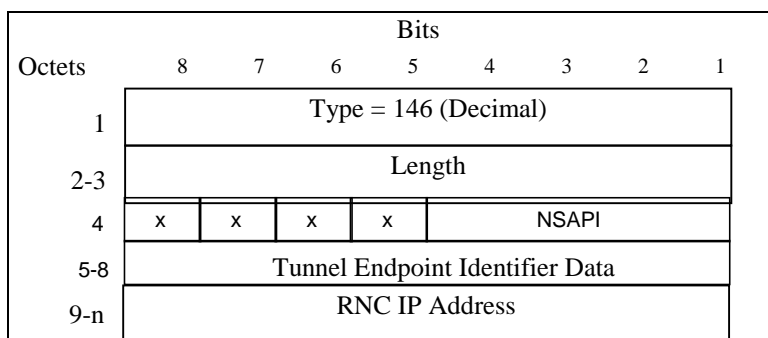 Bits
Octets 8 7 6 5 4 3 2 1
1 Type = 146 (Decimal)
2-3 Length
4 x x x x NSAPI
5-8 Tunnel Endpoint Identifier Data
9-n RNC IP Address